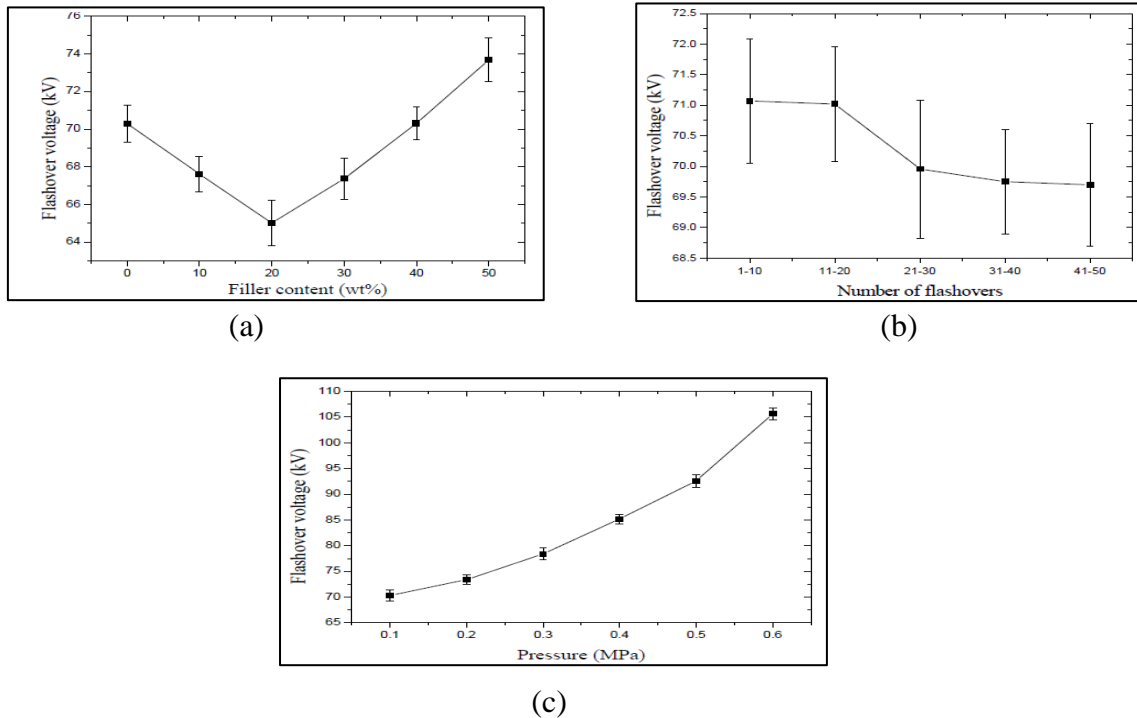 76
74
72
70
68
66
64
Flashover voltage (kV)
0 10 20 30 40 50
Filler content (wt%)
(a)
72.5
72.0
71.5
71.0
70.5
70.0
69.5
69.0
68.5
Flashover voltage (kV)
1-10 11-20 21-30 31-40 41-50
Number of flashovers
(b)
110
105
100
95
90
85
80
75
70
65
Flashover voltage (kV)
0.1 0.2 0.3 0.4 0.5 0.6
Pressure (MPa)
(c)